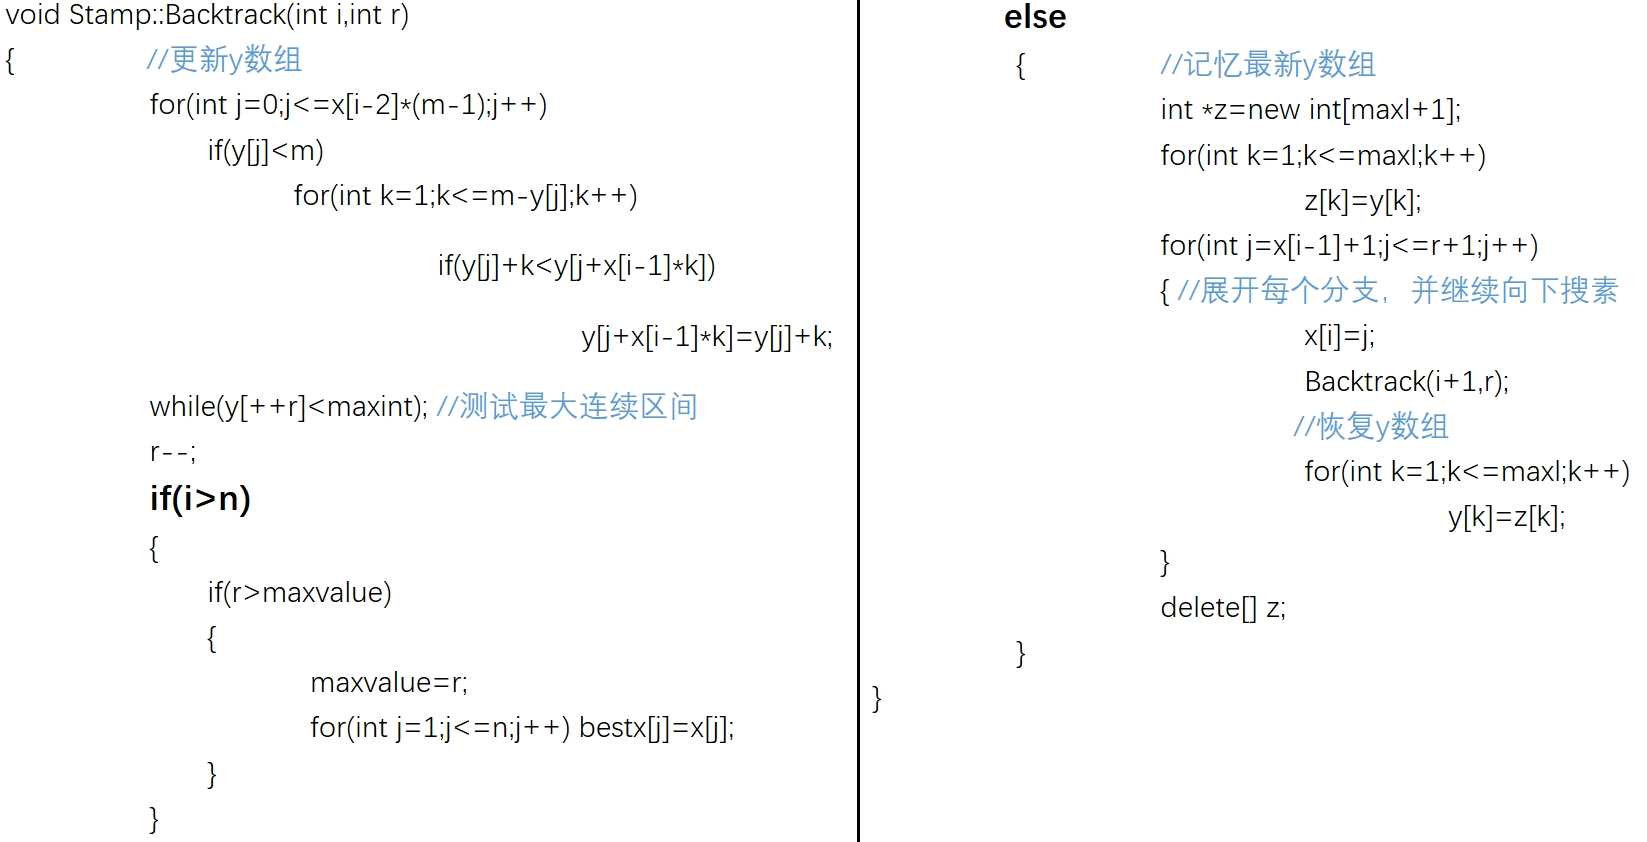 void Stamp::Backtrack(int i,int r)
{ //更新y数组
for(int j=0;j<=x[i-2]*(m-1);j++)
if(y[j]<m)
for(int k=1;k<=m-y[j];k++)
if(y[j]+k<y[j+x[i-1]*k])
y[j+x[i-1]*k]=y[j]+k;
while(y[++r]<maxint); //测试最大连续区间
r--;
if(i>n)
{
if(r>maxvalue)
{
maxvalue=r;
for(int j=1;j<=n;j++) bestx[j]=x[j];
}
}
else
{ //记忆最新y数组
int *z=new int[maxl+1];
for(int k=1;k<=maxl;k++)
z[k]=y[k];
for(int j=x[i-1]+1;j<=r+1;j++)
{ //展开每个分支，并继续向下搜素
x[i]=j;
Backtrack(i+1,r);
//恢复y数组
for(int k=1;k<=maxl;k++)
y[k]=z[k];
}
delete[] z;
}
}